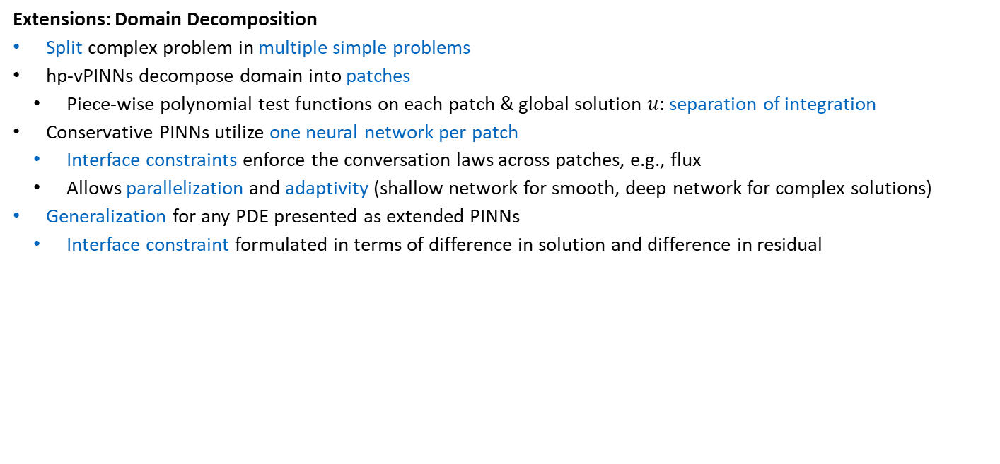 Extensions: Domain Decomposition
• Split complex problem in multiple simple problems
• hp-vPINNs decompose domain into patches
• Piece-wise polynomial test functions on each patch & global solution 𝑢: separation of integration
• Conservative PINNs utilize one neural network per patch
• Interface constraints enforce the conversation laws across patches, e.g., flux
• Allows parallelization and adaptivity (shallow network for smooth, deep network for complex solutions)
• Generalization for any PDE presented as extended PINNs
• Interface constraint formulated in terms of difference in solution and difference in residual